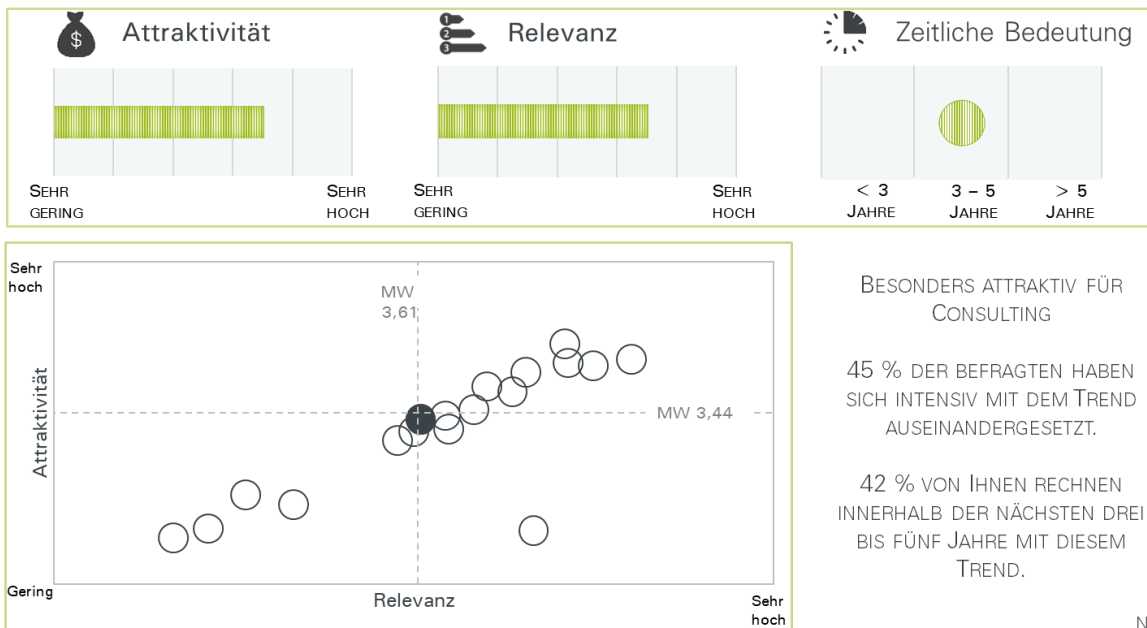 $ Attraktivität
1
2
3
Relevanz
Zeitliche Bedeutung
SEHR GERING
SEHR HOCH
SEHR GERING
SEHR HOCH
< 3 JAHRE
3 – 5 JAHRE
> 5 JAHRE
Sehr
hoch
MW
3,61
MW 3,44
Attraktivität
Gering
Relevanz
Sehr
hoch
BESONDERS ATTRAKTIV FÜR
CONSULTING
45 % DER BEFRAGTEN HABEN
SICH INTENSIV MIT DEM TREND
AUSEINANDERGESETZT.
42 % VON IHNEN RECHNEN
INNERHALB DER NÄCHSTEN DREI
BIS FÜNF JAHRE MIT DIESEM
TREND.